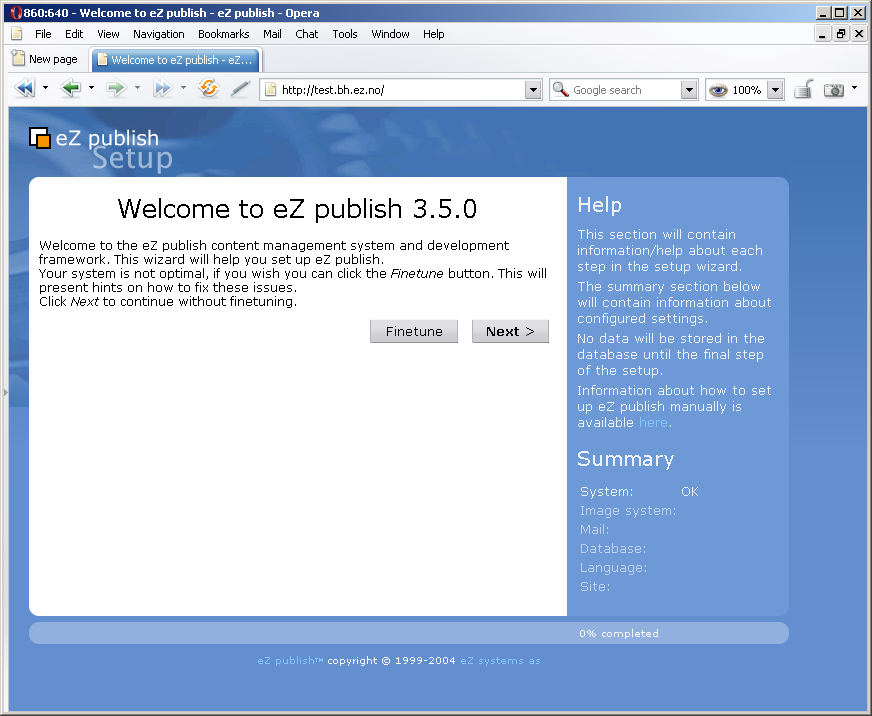 860:640 - Welcome to eZ publish - eZ publish - Opera
File Edit View Navigation Bookmarks Mail Chat Tools Window Help
New page Welcome to eZ publish - eZ...
http://test.bh.ez.no/ Google search 100%
eZ publish
Setup
Welcome to eZ publish 3.5.0
Welcome to the eZ publish content management system and development
framework. This wizard will help you set up eZ publish.
Your system is not optimal, if you wish you can click the Finetune button. This will
present hints on how to fix these issues.
Click Next to continue without finetuning.
Finetune Next >
Help
This section will contain
information/help about each
step in the setup wizard.
The summary section below
will contain information about
configured settings.
No data will be stored in the
database until the final step
of the setup.
Information about how to set
up eZ publish manually is
available here.
Summary
System: OK
Image system:
Mail:
Database:
Language:
Site:
0% completed
eZ publish™ copyright © 1999-2004 eZ systems as